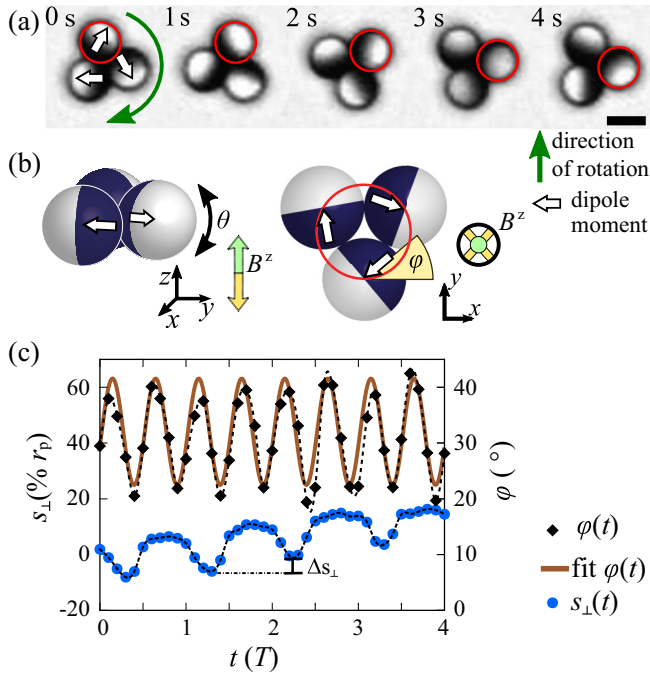 (a) 0 s 1 s 2 s 3 s 4 s
direction
of rotation
dipole
moment
(b)
θ
B^z
z
y
x
φ
B^z
y
x
(c)
s⊥(% r_p)
60
40
20
0
-20
Δs⊥
40
30
20
10
0
φ (°)
0 1 2 3 4
t (T)
φ(t)
fit φ(t)
s⊥(t)